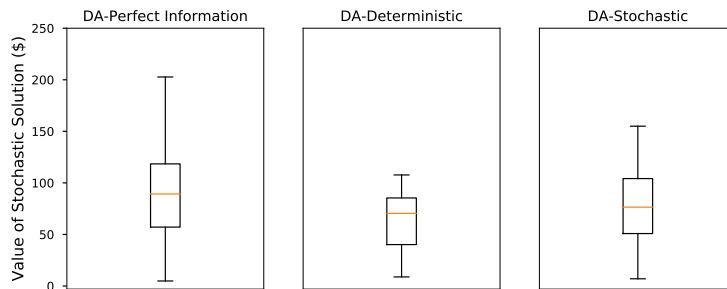 DA-Perfect Information
DA-Deterministic
DA-Stochastic
Value of Stochastic Solution ($)
250
200
150
100
50
0